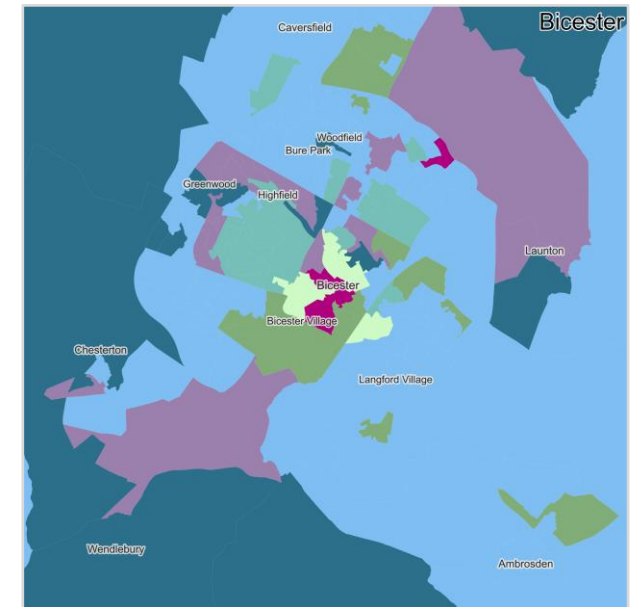 Bicester
Caversfield
Woodfield
Bure Park
Greenwood
Highfield
Launton
Bicester
Bicester Village
Chesterton
Langford Village
Wendlebury
Ambrosden